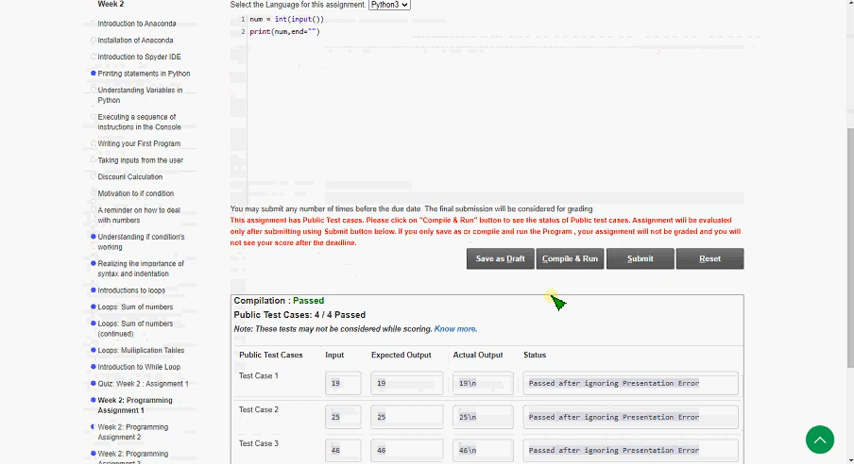 Week 2
Introduction to Anaconda
Installation of Anaconda
Introduction to Spyder IDE
Printing statements in Python
Understanding Variables in
Python
Executing a sequence of
instructions in the Console
Writing your First Program
Taking inputs from the user
Discount Calculation
Motivation to if condition
A reminder on how to deal
with numbers
Understanding if condition's
working
Realizing the importance of
syntax and indentation
Introductions to loops
Loops: Sum of numbers
Loops: Sum of numbers
(continued)
Loops: Multiplication Tables
Introduction to While Loop
Quiz: Week 2 : Assignment 1
Week 2: Programming
Assignment 1
Week 2: Programming
Assignment 2
Week 2: Programming
Select the Language for this assignment. Python3
1 num = int(input())
2 print(num,end="")
You may submit any number of times before the due date. The final submission will be considered for grading
This assignment has Public Test cases. Please click on "Compile & Run" button to see the status of Public test cases. Assignment will be evaluated
only after submitting using Submit button below. If you only save as or compile and run the Program , your assignment will not be graded and you will
not see your score after the deadline.
Save as Draft Compile & Run Submit Reset
Compilation : Passed
Public Test Cases: 4 / 4 Passed
Note: These tests may not be considered while scoring. Know more.
Public Test Cases Input Expected Output Actual Output Status
Test Case 1 19 19 19\n Passed after ignoring Presentation Error
Test Case 2 25 25 25\n Passed after ignoring Presentation Error
Test Case 3 46 46 46\n Passed after ignoring Presentation Error